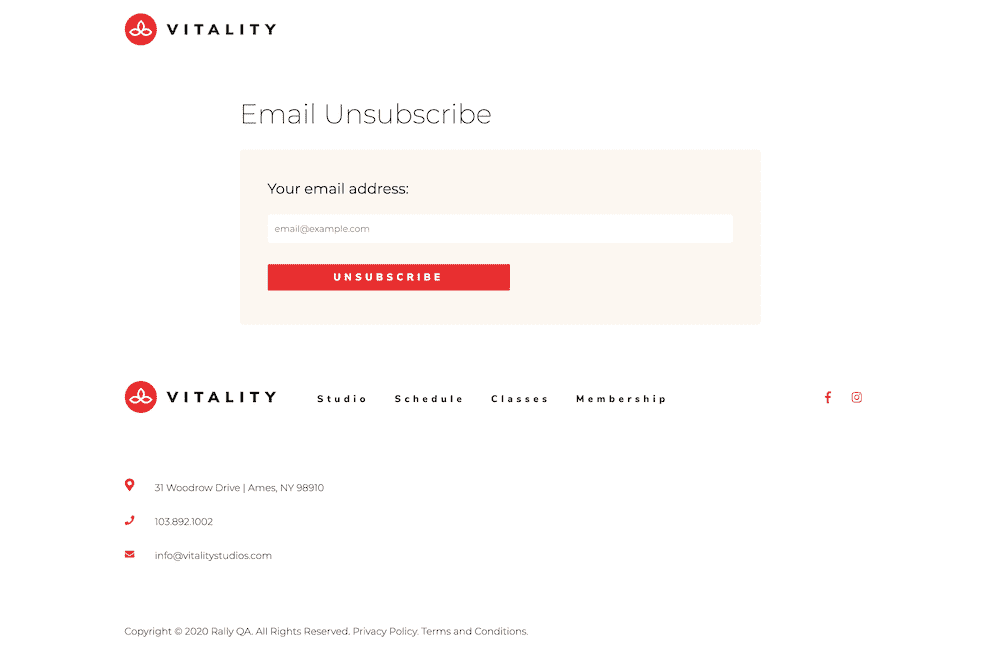 VITALITY
Email Unsubscribe
Your email address:
email@example.com
UNSUBSCRIBE
VITALITY Studio Schedule Classes Membership
31 Woodrow Drive | Ames, NY 98910
103.892.1002
info@vitalitystudios.com
Copyright © 2020 Rally QA. All Rights Reserved. Privacy Policy. Terms and Conditions.